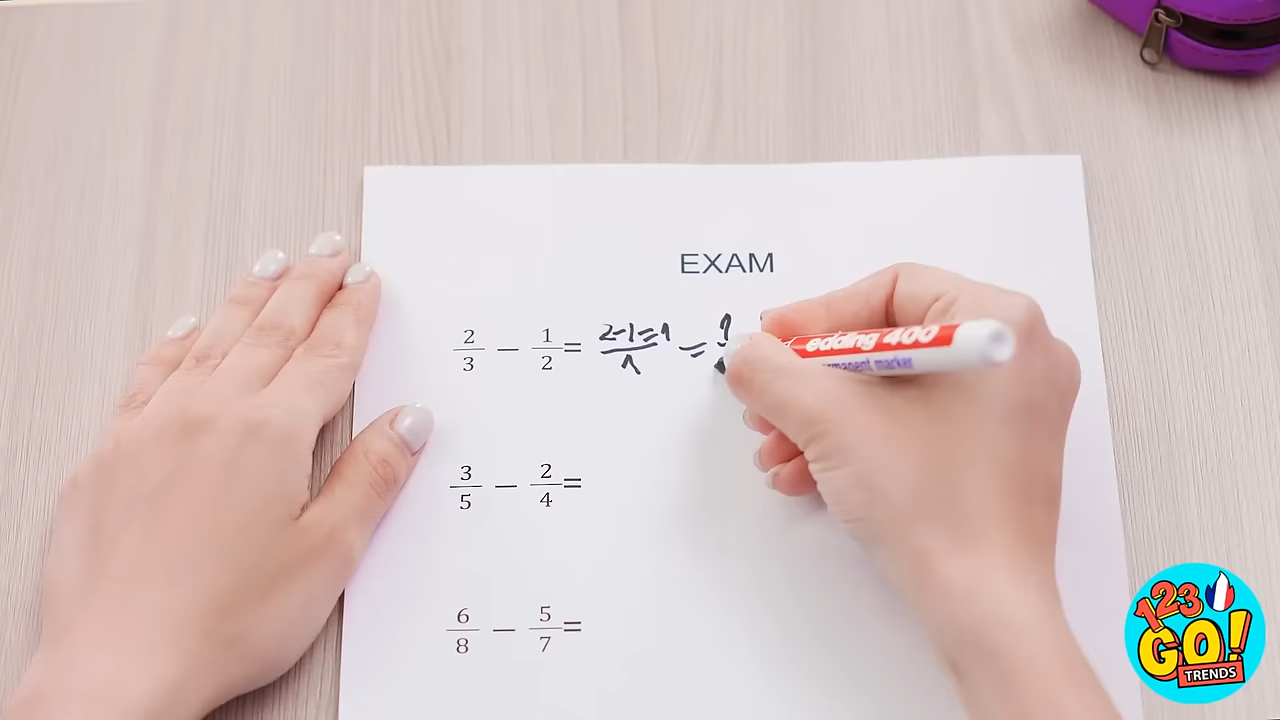 EXAM
2/3 − 1/2 = 2-1=1/1 = 1
3/5 − 2/4 =
6/8 − 5/7 =
edding 400
permanent marker
123
GO!
TRENDS